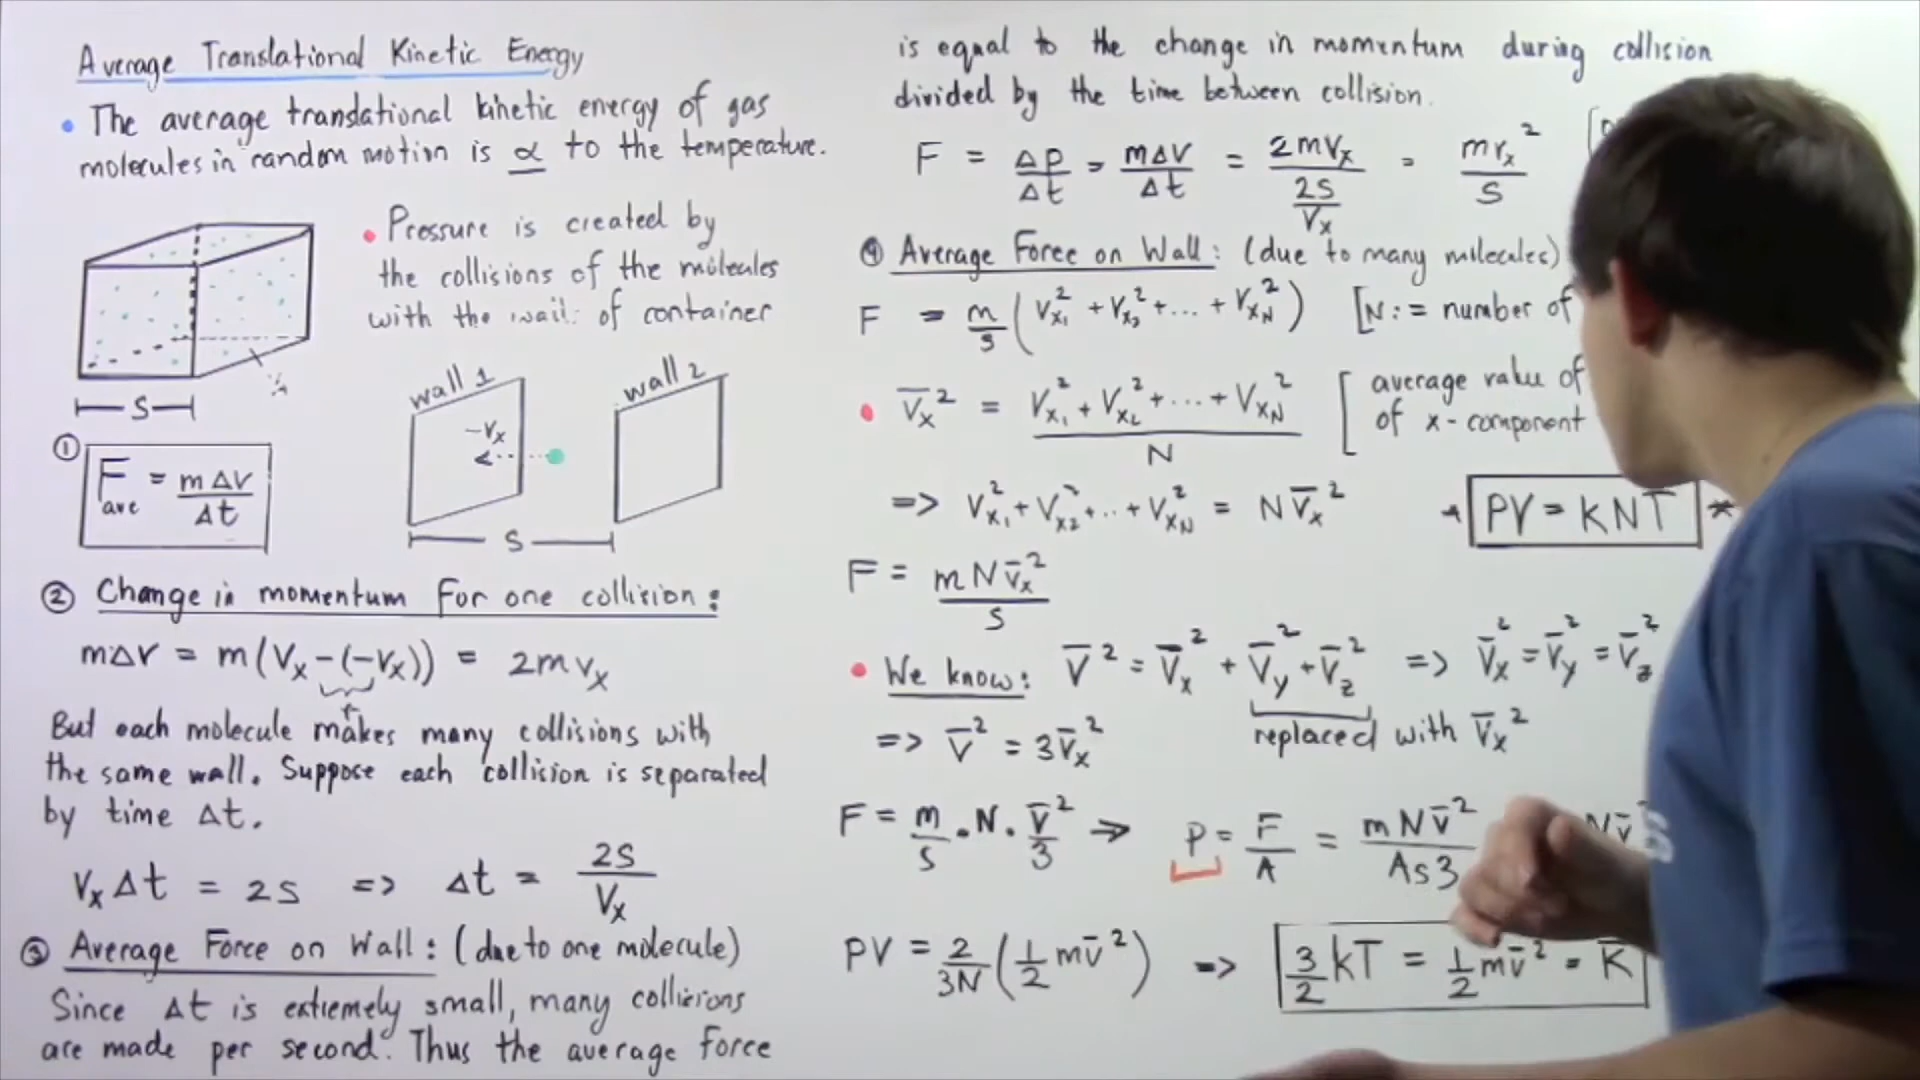 Average Translational Kinetic Energy
• The average translational kinetic energy of gas
molecules in random motion is α to the temperature.
• Pressure is created by
the collisions of the molecules
with the wall: of container
S
wall 1
wall 2
-Vx
S
① F ave = mΔV / Δt
② Change in momentum for one collision:
mΔV = m(Vx-(-Vx)) = 2mVx
+
But each molecule makes many collisions with
the same wall. Suppose each collision is separated
by time Δt.
VxΔt = 2S => Δt = 2S / Vx
③ Average Force on Wall: (due to one molecule)
Since Δt is extremely small, many collisions
are made per second. Thus the average force
is equal to the change in momentum during collision
divided by the time between collision.
F = ΔP / Δt = mΔV / Δt = 2mVx / (2S / Vx) = mVx² / S
④ Average Force on Wall: (due to many molecules)
F = m/s (Vx₁² + Vx₂² + ... + VxN²) [N: = number of
• V̄x² = (Vx₁² + Vx₂² + ... + VxN²) / N
[average value of
of x-component
=> Vx₁² + Vx₂² + .. + VxN² = NV̄x²
* PV = kNT *
F = mNV̄x² / S
• We know: V̄² = V̄x² + V̄y² + V̄z² => V̄x² = V̄y² = V̄z²
=> V̄² = 3V̄x²
replaced with V̄x²
F = m/s · N · V̄²/3 => P = F/A = mNV̄² / As3
NV̄²
PV = 2/3N (1/2 mv̄²) => 3/2 kT = 1/2 mv̄² = K̄